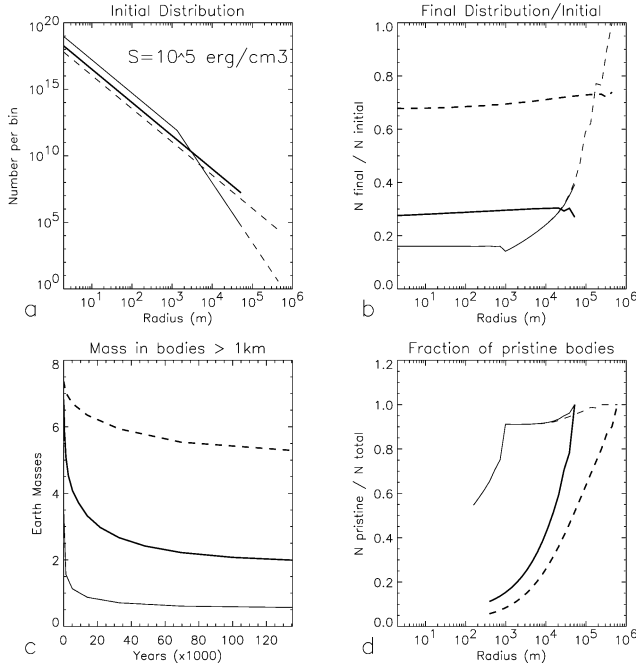 Initial Distribution
S=10^5 erg/cm3
Number per bin
10^20
10^15
10^10
10^5
10^0
10^1 10^2 10^3 10^4 10^5 10^6
Radius (m)
a
Final Distribution/Initial
N final / N initial
1.0
0.8
0.6
0.4
0.2
0.0
10^1 10^2 10^3 10^4 10^5 10^6
Radius (m)
b
Mass in bodies > 1km
Earth Masses
8
6
4
2
0
0 20 40 60 80 100 120
Years (x1000)
c
Fraction of pristine bodies
N pristine / N total
1.0
0.8
0.6
0.4
0.2
0.0
10^1 10^2 10^3 10^4 10^5 10^6
Radius (m)
d